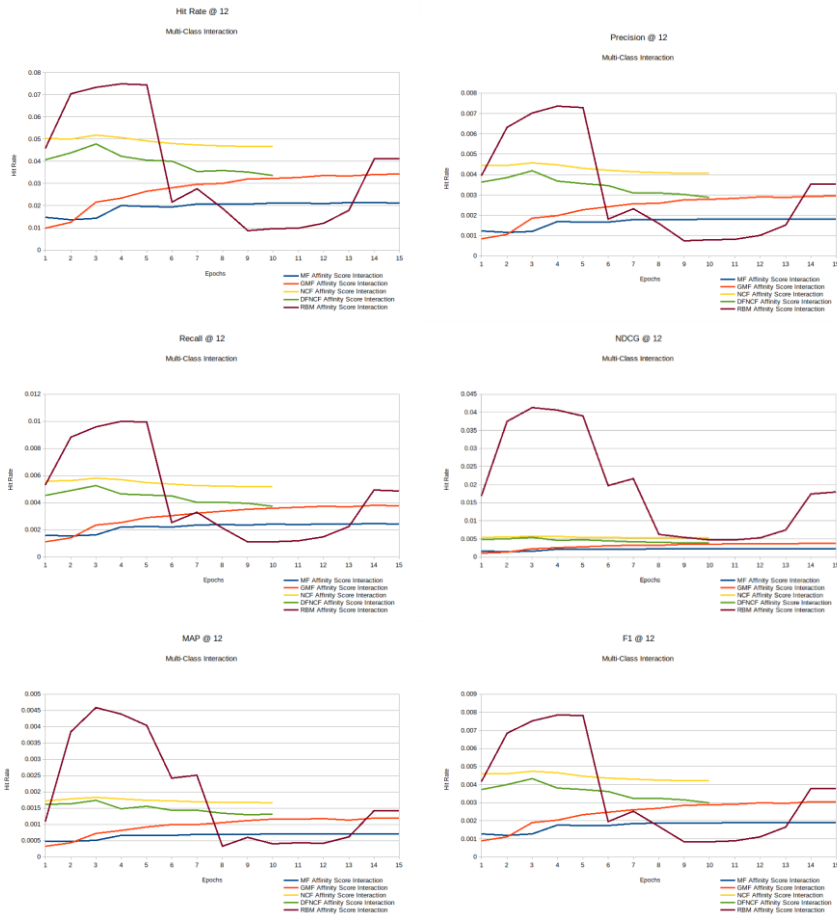 Hit Rate @ 12
Multi-Class Interaction
0.08
0.07
0.06
0.05
0.04
0.03
0.02
0.01
0
Hit Rate
1 2 3 4 5 6 7 8 9 10 11 12 13 14 15
Epochs
MF Affinity Score Interaction
GMF Affinity Score Interaction
NCF Affinity Score Interaction
DFNCF Affinity Score Interaction
RBM Affinity Score Interaction
Precision @ 12
Multi-Class Interaction
0.008
0.007
0.006
0.005
0.004
0.003
0.002
0.001
0
Hit Rate
1 2 3 4 5 6 7 8 9 10 11 12 13 14 15
Epochs
MF Affinity Score Interaction
GMF Affinity Score Interaction
NCF Affinity Score Interaction
DFNCF Affinity Score Interaction
RBM Affinity Score Interaction
Recall @ 12
Multi-Class Interaction
0.012
0.01
0.008
0.006
0.004
0.002
0
Hit Rate
1 2 3 4 5 6 7 8 9 10 11 12 13 14 15
Epochs
MF Affinity Score Interaction
GMF Affinity Score Interaction
NCF Affinity Score Interaction
DFNCF Affinity Score Interaction
RBM Affinity Score Interaction
NDCG @ 12
Multi-Class Interaction
0.045
0.04
0.035
0.03
0.025
0.02
0.015
0.01
0.005
0
Hit Rate
1 2 3 4 5 6 7 8 9 10 11 12 13 14 15
Epochs
MF Affinity Score Interaction
GMF Affinity Score Interaction
NCF Affinity Score Interaction
DFNCF Affinity Score Interaction
RBM Affinity Score Interaction
MAP @ 12
Multi-Class Interaction
0.005
0.0045
0.004
0.0035
0.003
0.0025
0.002
0.0015
0.001
0.0005
0
Hit Rate
1 2 3 4 5 6 7 8 9 10 11 12 13 14 15
Epochs
MF Affinity Score Interaction
GMF Affinity Score Interaction
NCF Affinity Score Interaction
DFNCF Affinity Score Interaction
RBM Affinity Score Interaction
F1 @ 12
Multi-Class Interaction
0.009
0.008
0.007
0.006
0.005
0.004
0.003
0.002
0.001
0
Hit Rate
1 2 3 4 5 6 7 8 9 10 11 12 13 14 15
Epochs
MF Affinity Score Interaction
GMF Affinity Score Interaction
NCF Affinity Score Interaction
DFNCF Affinity Score Interaction
RBM Affinity Score Interaction